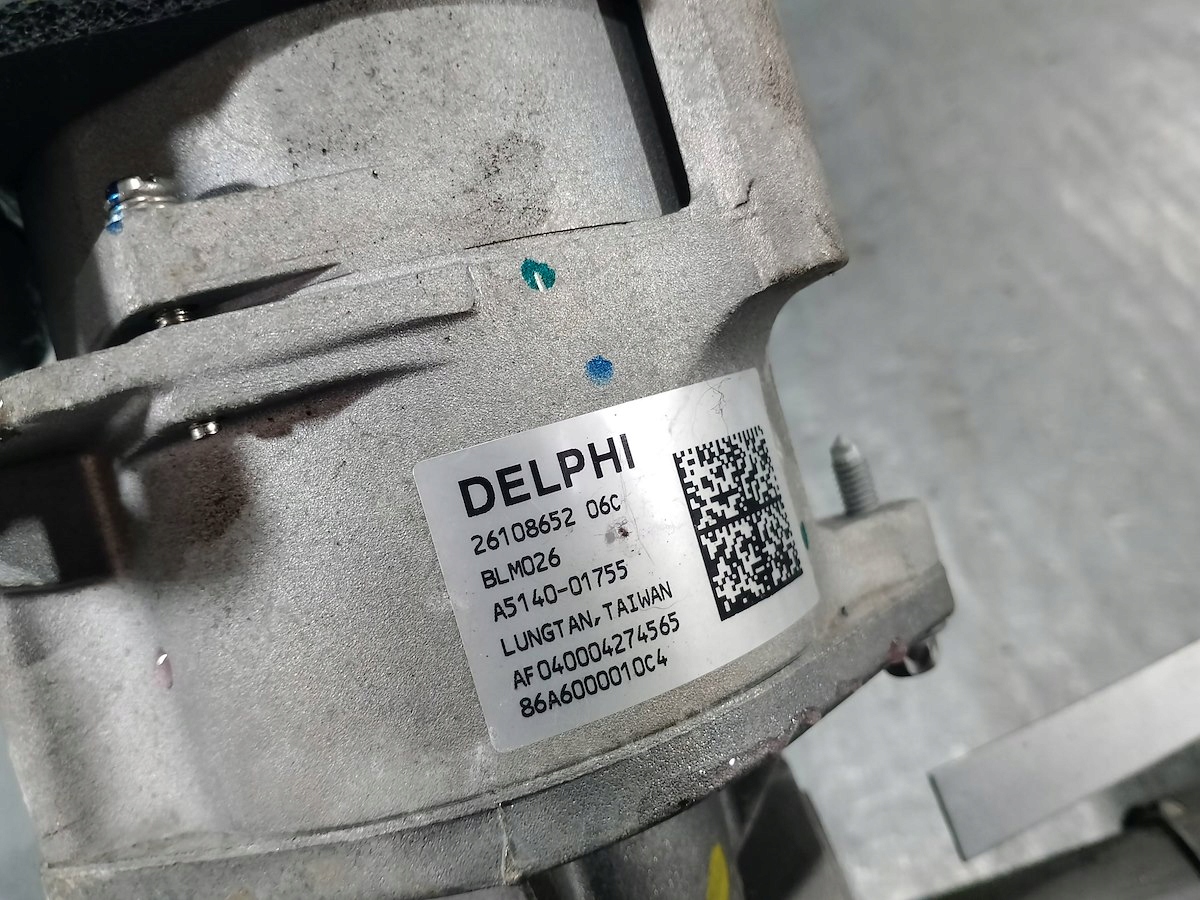 DELPHI
26108652 06C
BLM026
A5140-01755
LUNGTAN, TAIWAN
AF040004274565
86A6000010C4